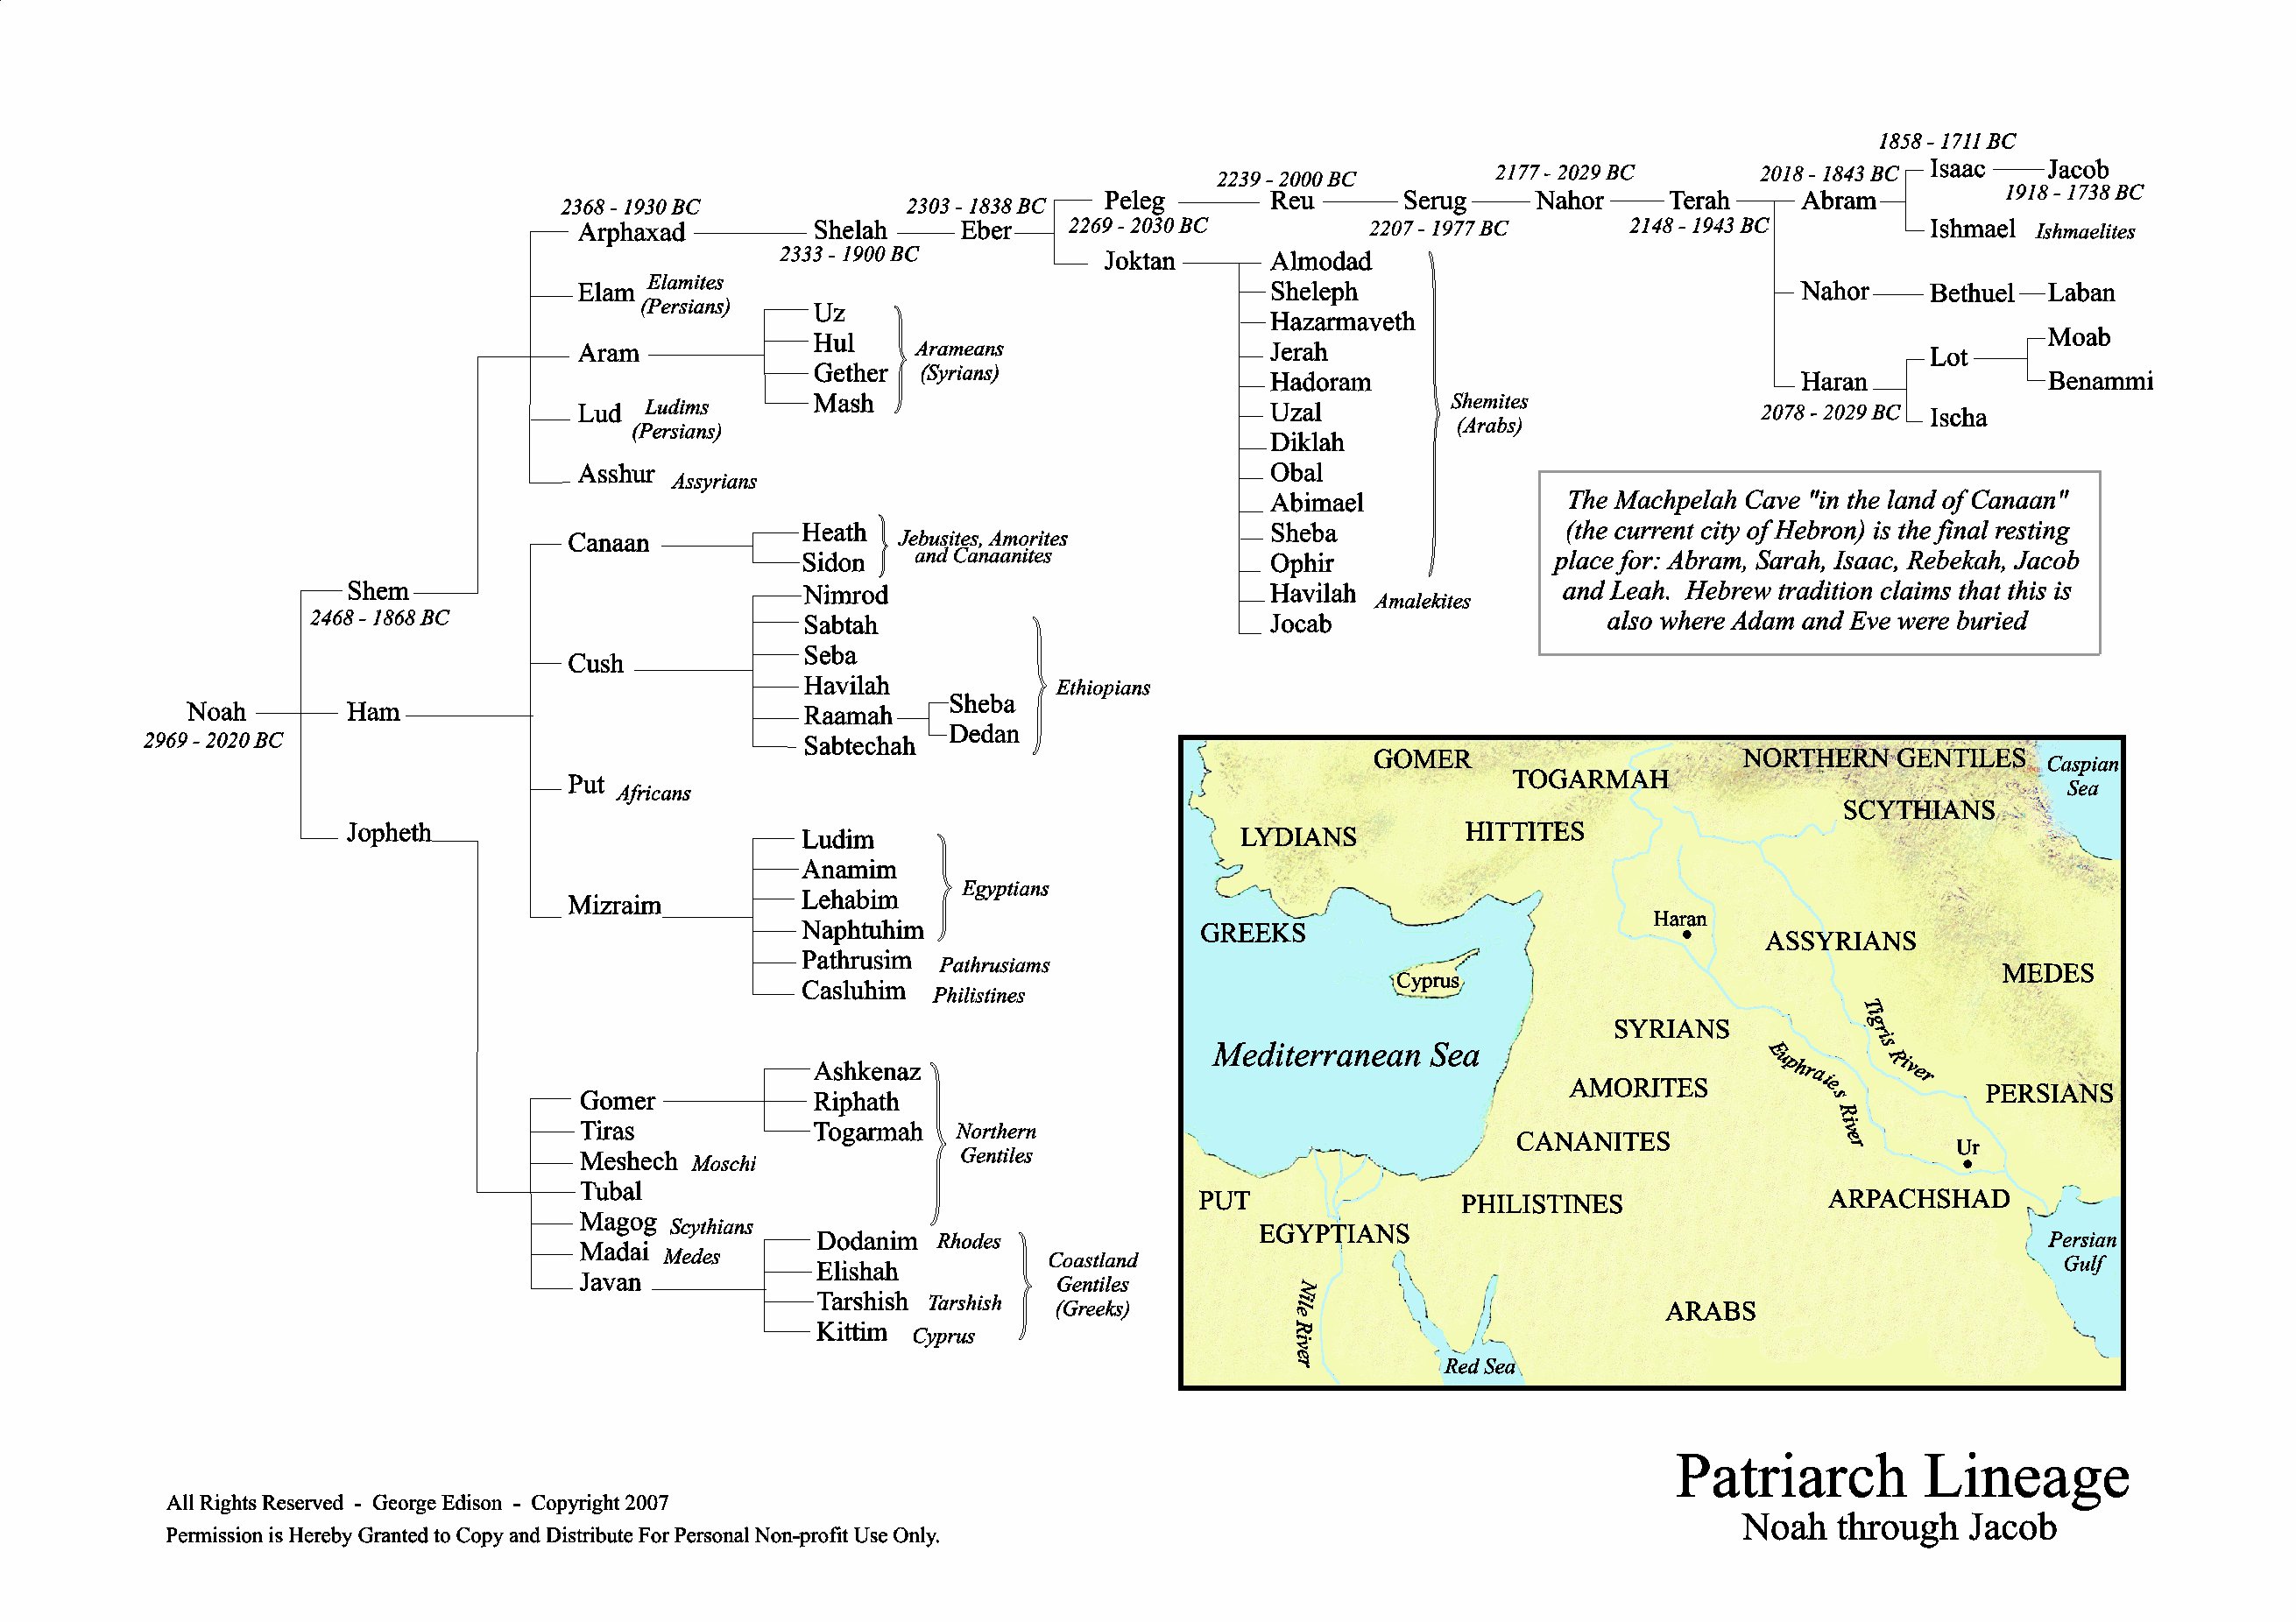 1858 - 1711 BC
2018 - 1843 BC
Isaac
Jacob
1918 - 1738 BC
2239 - 2000 BC
2177 - 2029 BC
Peleg
Reu
Serug
Nahor
Terah
Abram
2269 - 2030 BC
2207 - 1977 BC
2148 - 1943 BC
Ishmael Ishmaelites
2368 - 1930 BC
2303 - 1838 BC
Arphaxad
Shelah
Eber
2333 - 1900 BC
Joktan
Almodad
Sheleph
Hazarmaveth
Jerah
Hadoram
Uzal
Diklah
Obal
Abimael
Sheba
Ophir
Havilah Amalekites
Jocab
Shemites
(Arabs)
Nahor
Bethuel
Laban
Haran
2078 - 2029 BC
Lot
Moab
Benammi
Ischa
Elam Elamites
(Persians)
Aram
Uz
Hul
Gether
Mash
Arameans
(Syrians)
Lud Ludims
(Persians)
Asshur Assyrians
The Machpelah Cave "in the land of Canaan"
(the current city of Hebron) is the final resting
place for: Abram, Sarah, Isaac, Rebekah, Jacob
and Leah. Hebrew tradition claims that this is
also where Adam and Eve were buried
Noah
2969 - 2020 BC
Shem
2468 - 1868 BC
Ham
Jopheth
Canaan
Heath
Sidon
Jebusites, Amorites
and Canaanites
Cush
Nimrod
Sabtah
Seba
Havilah
Raamah
Sabtechah
Sheba
Dedan
Ethiopians
Put Africans
Mizraim
Ludim
Anamim
Lehabim
Naphtuhim
Egyptians
Pathrusim Pathrusiams
Casluhim Philistines
Gomer
Ashkenaz
Riphath
Togarmah
Northern
Gentiles
Tiras
Meshech Moschi
Tubal
Magog Scythians
Madai Medes
Javan
Dodanim Rhodes
Elishah
Tarshish Tarshish
Kittim Cyprus
Coastland
Gentiles
(Greeks)
GOMER
NORTHERN GENTILES
Caspian
Sea
TOGARMAH
SCYTHIANS
LYDIANS
HITTITES
Haran
GREEKS
ASSYRIANS
MEDES
Cyprus
SYRIANS
Tigris River
Mediterranean Sea
Euphraies River
AMORITES
PERSIANS
CANANITES
Ur
PUT
PHILISTINES
ARPACHSHAD
EGYPTIANS
Persian
Gulf
Nile River
ARABS
Red Sea
Patriarch Lineage
Noah through Jacob
All Rights Reserved - George Edison - Copyright 2007
Permission is Hereby Granted to Copy and Distribute For Personal Non-profit Use Only.